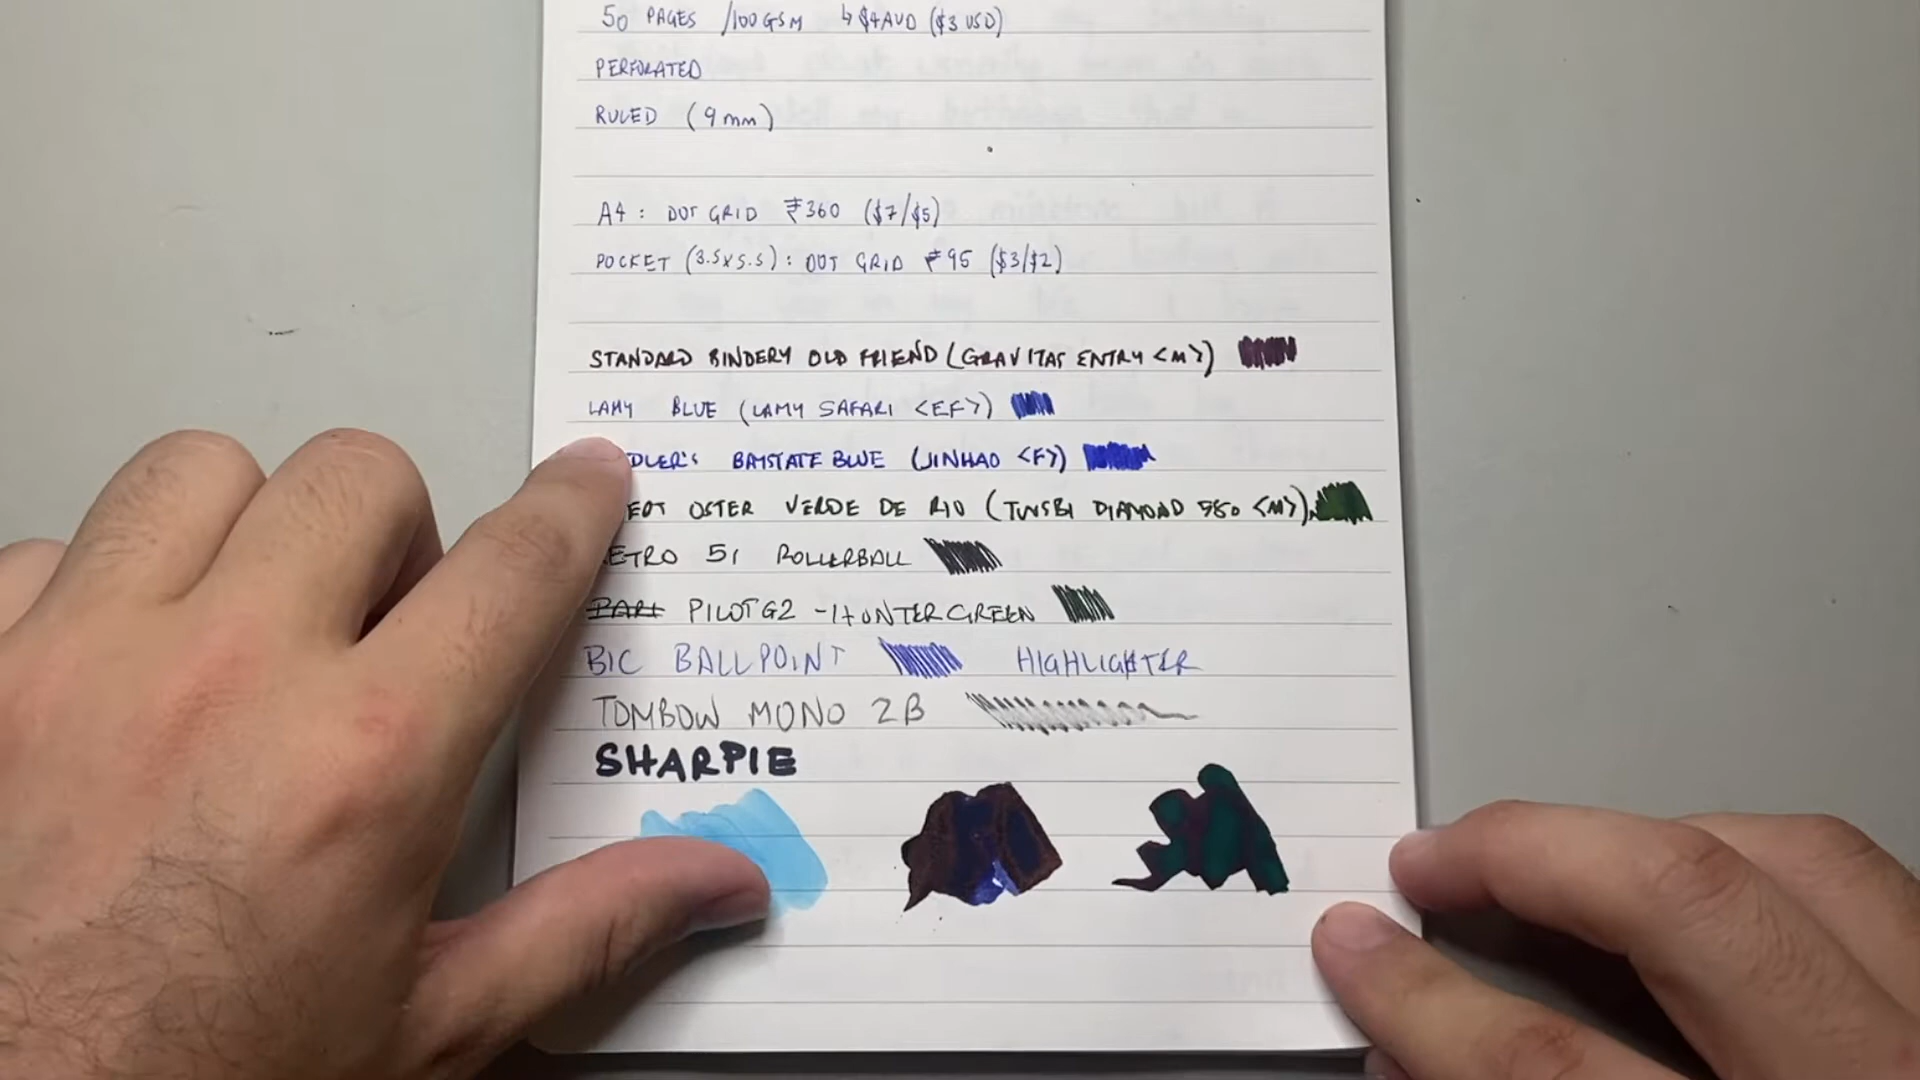 50 PAGES /100GSM ↳ $4AUD ($3 USD)
PERFORATED
RULED (9mm)
A4: DOT GRID ₹360 ($7/$5)
POCKET (3.5x5.5): DOT GRID ₹95 ($3/$2)
STANDARD BINDERY OLD FRIEND (GRAVITAS ENTRY <M>)
LAMY BLUE (LAMY SAFARI <EF>)
DLER'S BAYSTATE BLUE (JINHAO <F>)
ERT OSTER VERDE DE RIO (TWSBI DIAMOND 580 <M>)
ETRO 51 ROLLERBALL
PILOT G2 - HUNTER GREEN
BIC BALLPOINT HIGHLIGHTER
TOMBOW MONO 2B
SHARPIE